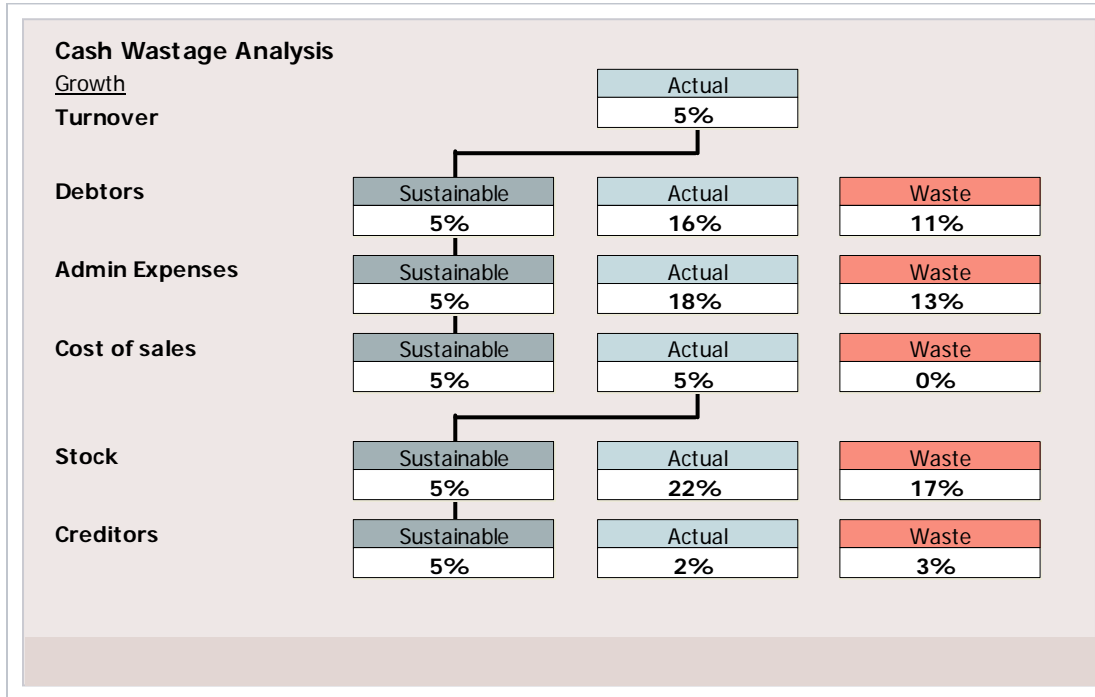 Cash Wastage Analysis
Growth
Actual
Turnover
5%
Debtors
Sustainable
Actual
Waste
5%
16%
11%
Admin Expenses
Sustainable
Actual
Waste
5%
18%
13%
Cost of sales
Sustainable
Actual
Waste
5%
5%
0%
Stock
Sustainable
Actual
Waste
5%
22%
17%
Creditors
Sustainable
Actual
Waste
5%
2%
3%